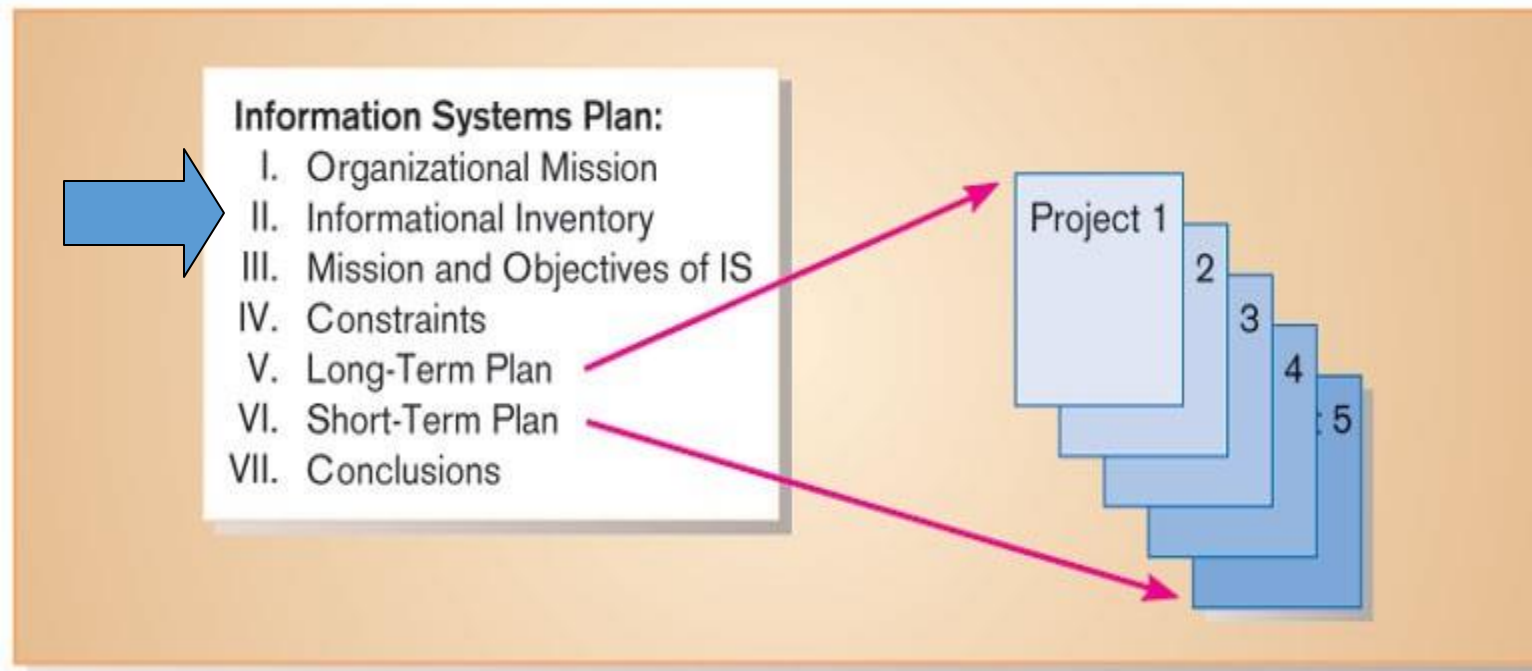 Information Systems Plan:
I. Organizational Mission
II. Informational Inventory
III. Mission and Objectives of IS
IV. Constraints
V. Long-Term Plan
VI. Short-Term Plan
VII. Conclusions
Project 1
2
3
4
5